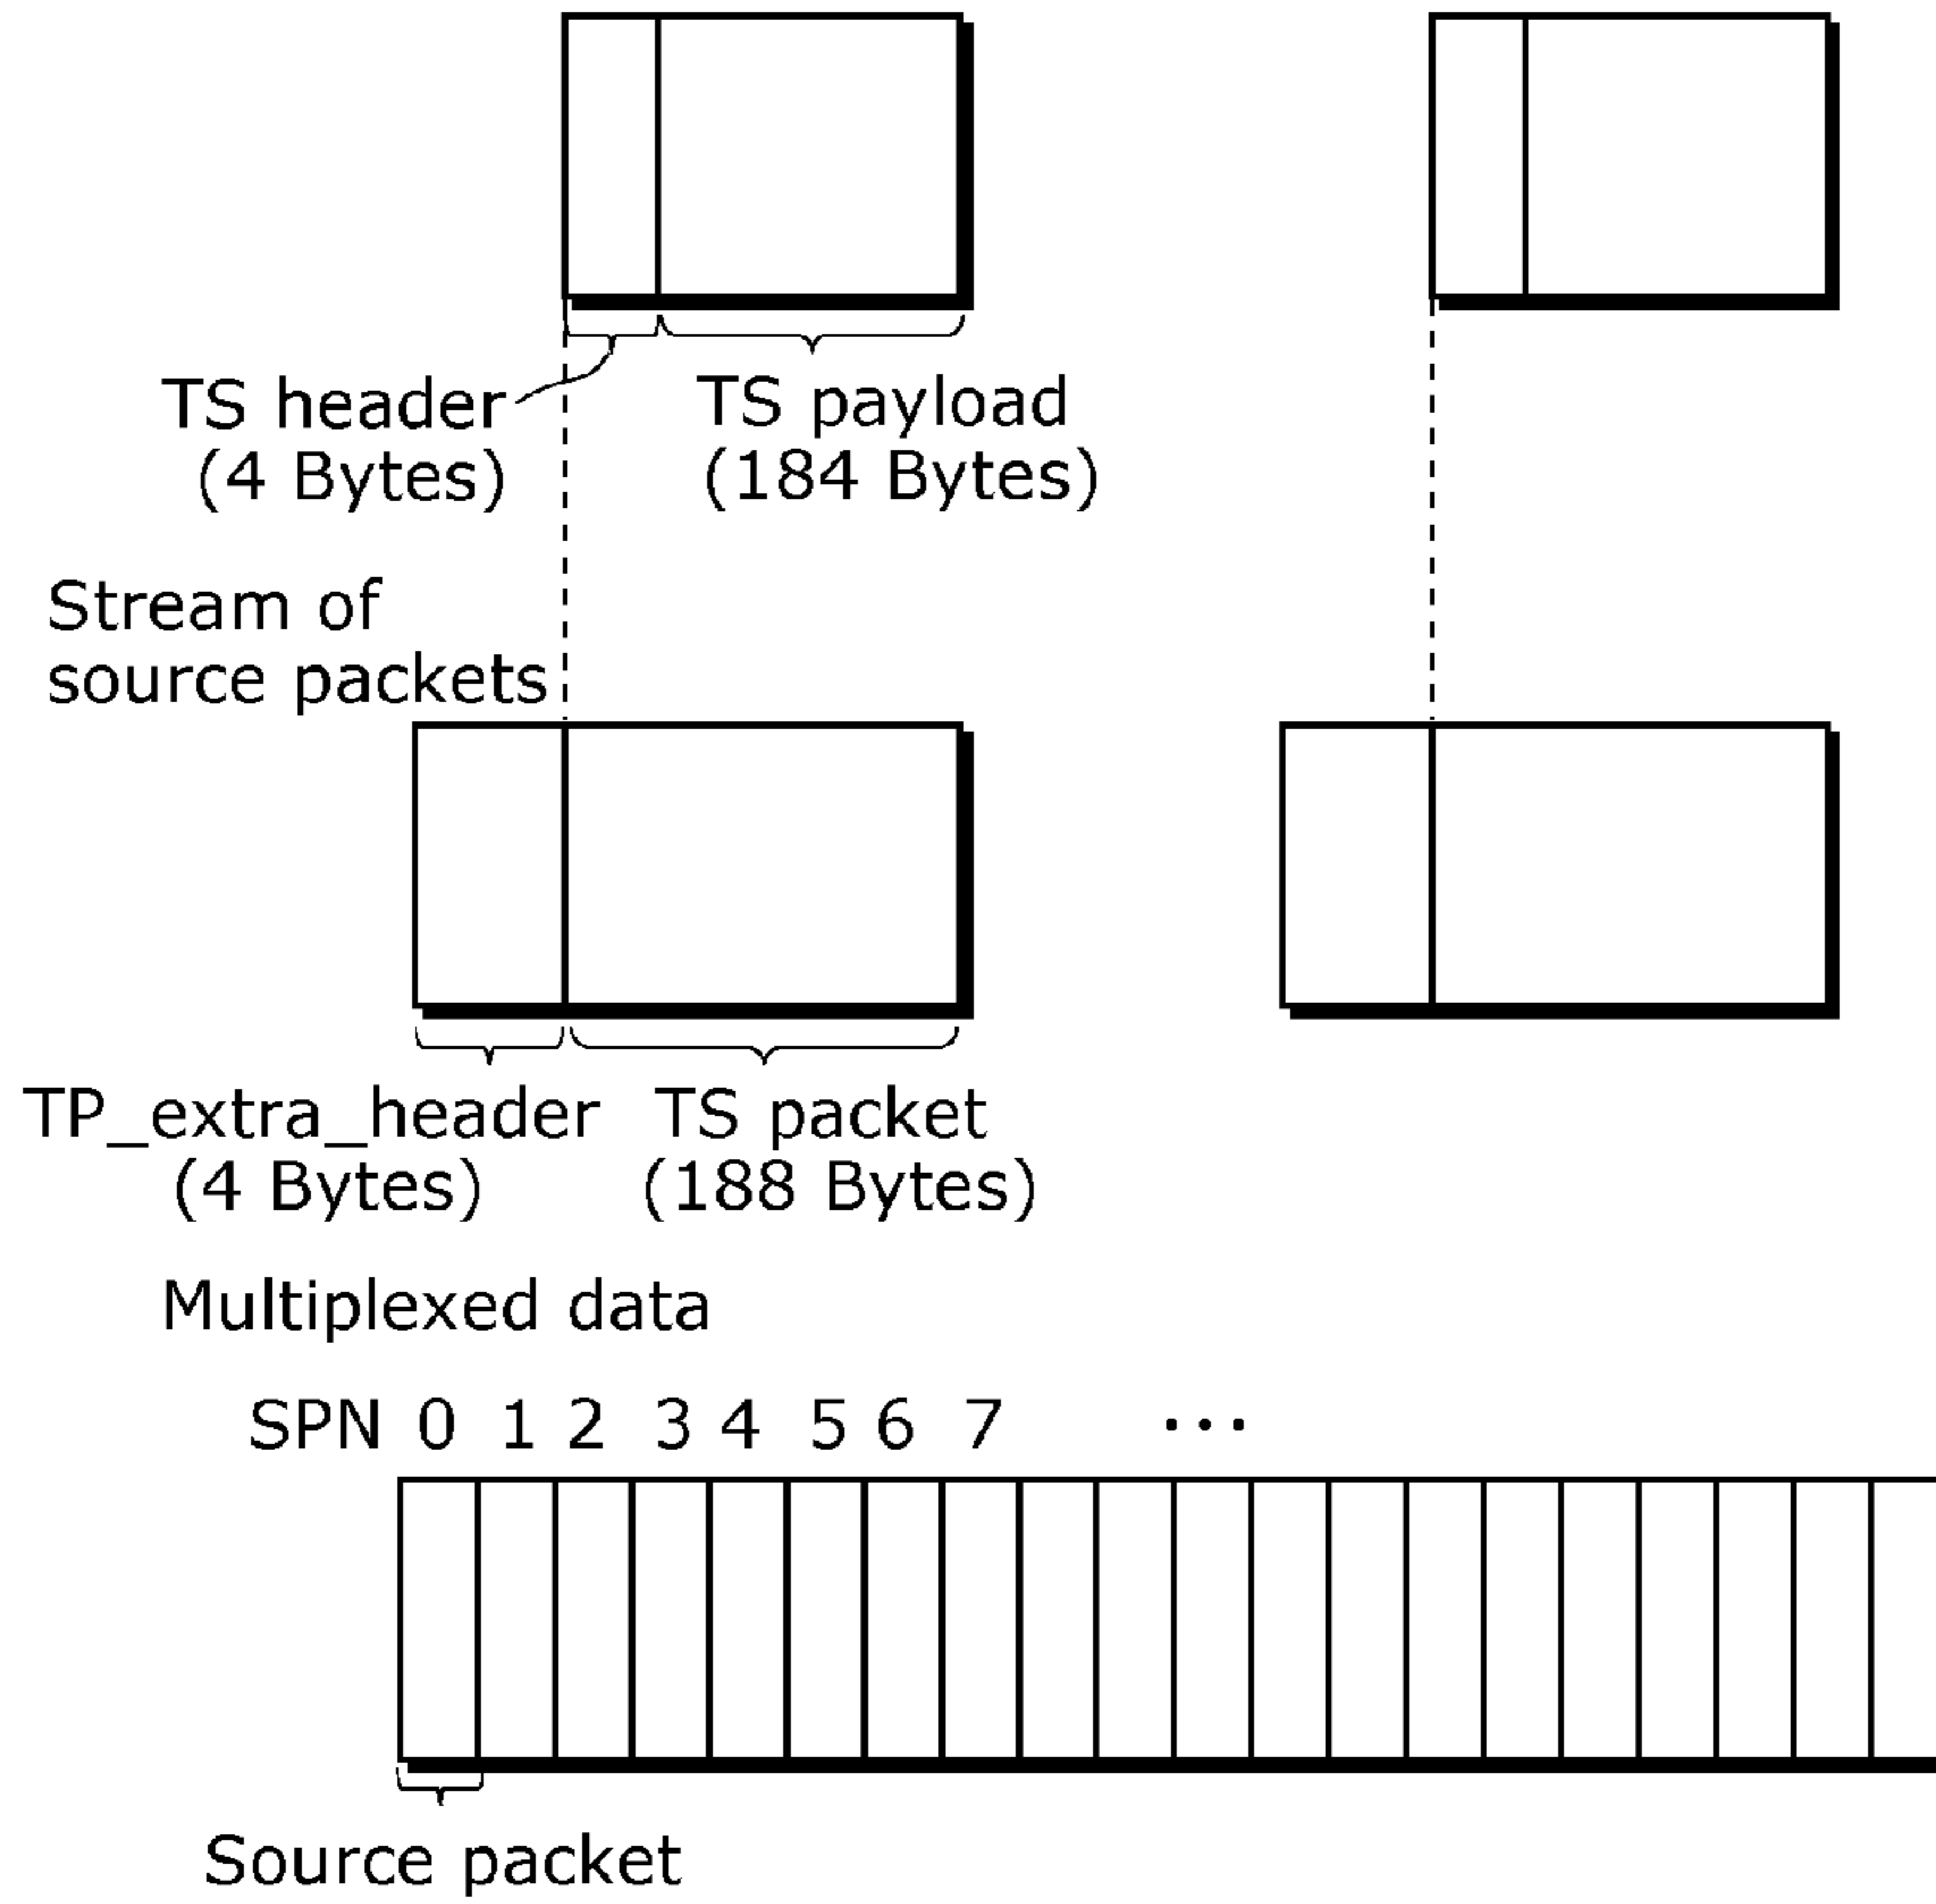 TS header
(4 Bytes)
TS payload
(184 Bytes)
Stream of
source packets
TP_extra_header
(4 Bytes)
TS packet
(188 Bytes)
Multiplexed data
SPN 0 1 2 3 4 5 6 7 ...
Source packet